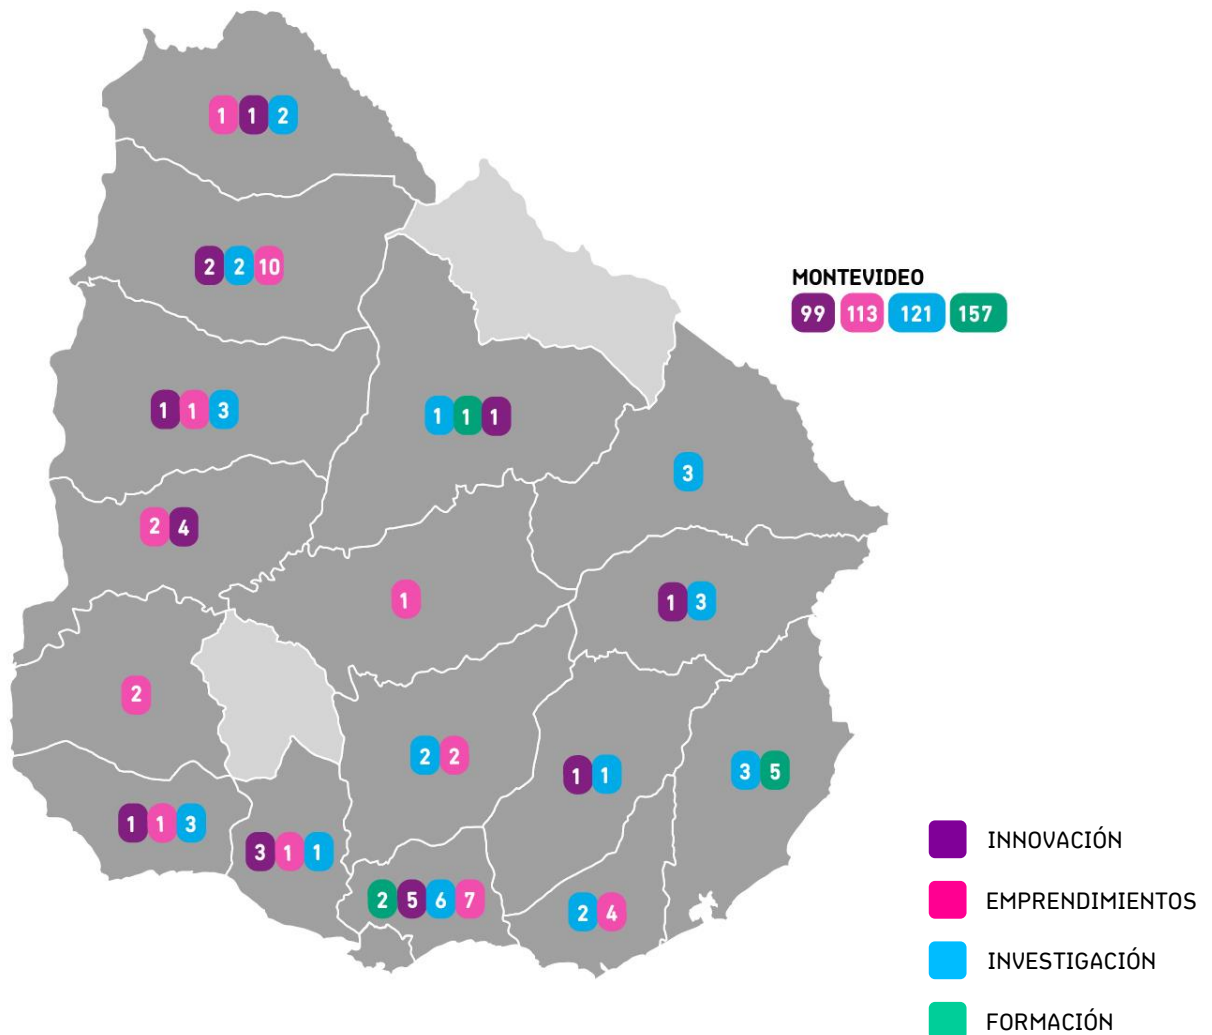 1 1 2
2 2 10
MONTEVIDEO
99 113 121 157
1 1 3
1 1 1
3
2 4
1
1 3
2
2 2
1 1
3 5
1 1 3
3 1 1
2 5 6 7
2 4
INNOVACIÓN
EMPRENDIMIENTOS
INVESTIGACIÓN
FORMACIÓN